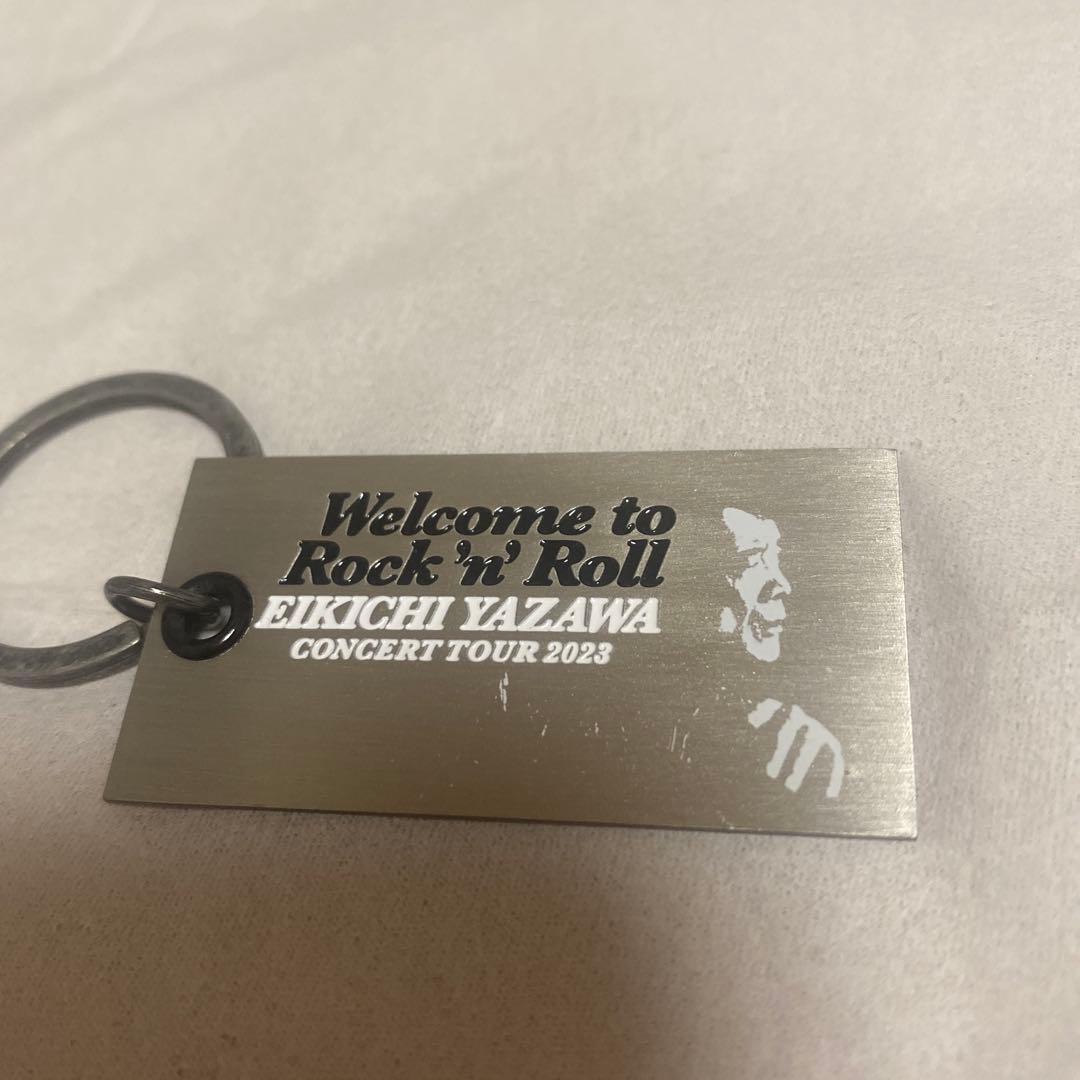 Welcome to
Rock 'n' Roll
EIKICHI YAZAWA
CONCERT TOUR 2023